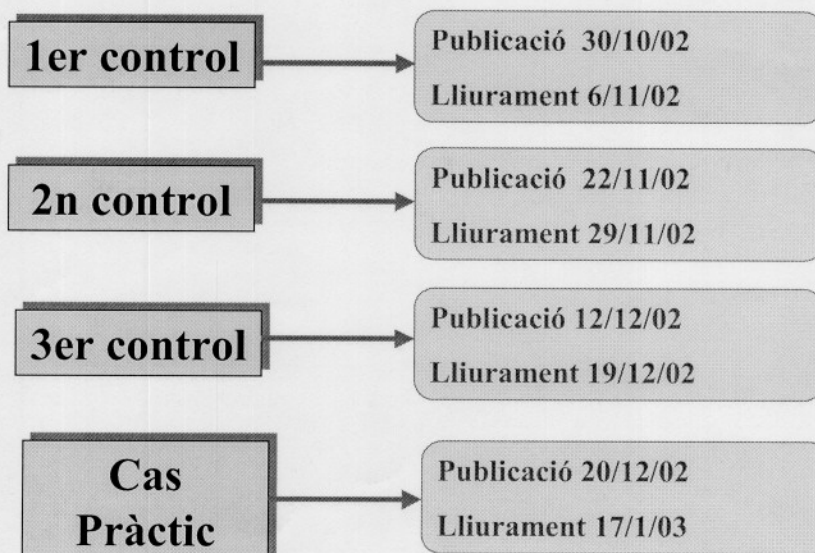 1er control
Publicació 30/10/02
Lliurament 6/11/02
2n control
Publicació 22/11/02
Lliurament 29/11/02
3er control
Publicació 12/12/02
Lliurament 19/12/02
Cas
Pràctic
Publicació 20/12/02
Lliurament 17/1/03